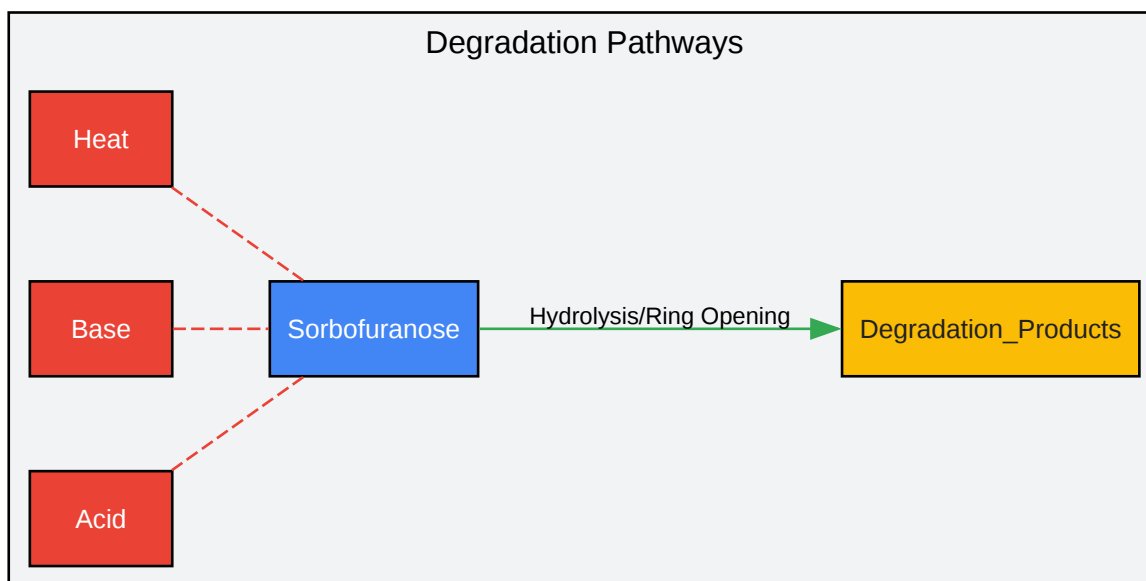 Degradation Pathways
Heat
Base
Sorbofuranose
Hydrolysis/Ring Opening
Degradation_Products
Acid